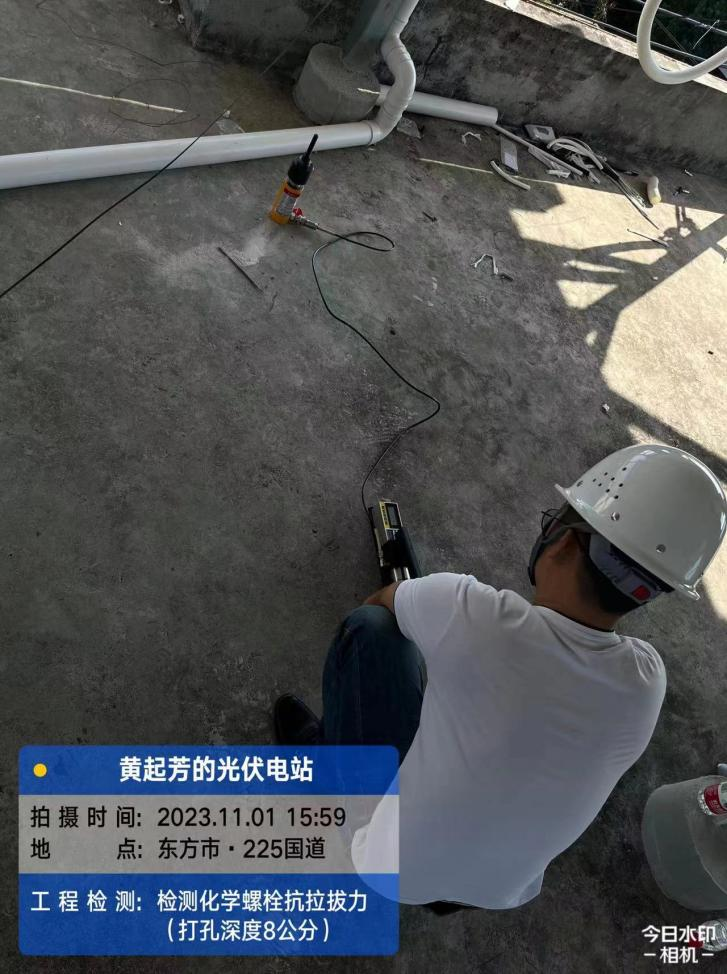 黄起芳的光伏电站
拍摄时间: 2023.11.01 15:59
地点: 东方市·225国道
工程检测: 检测化学螺栓抗拉拔力
(打孔深度8公分)
今日水印
相机